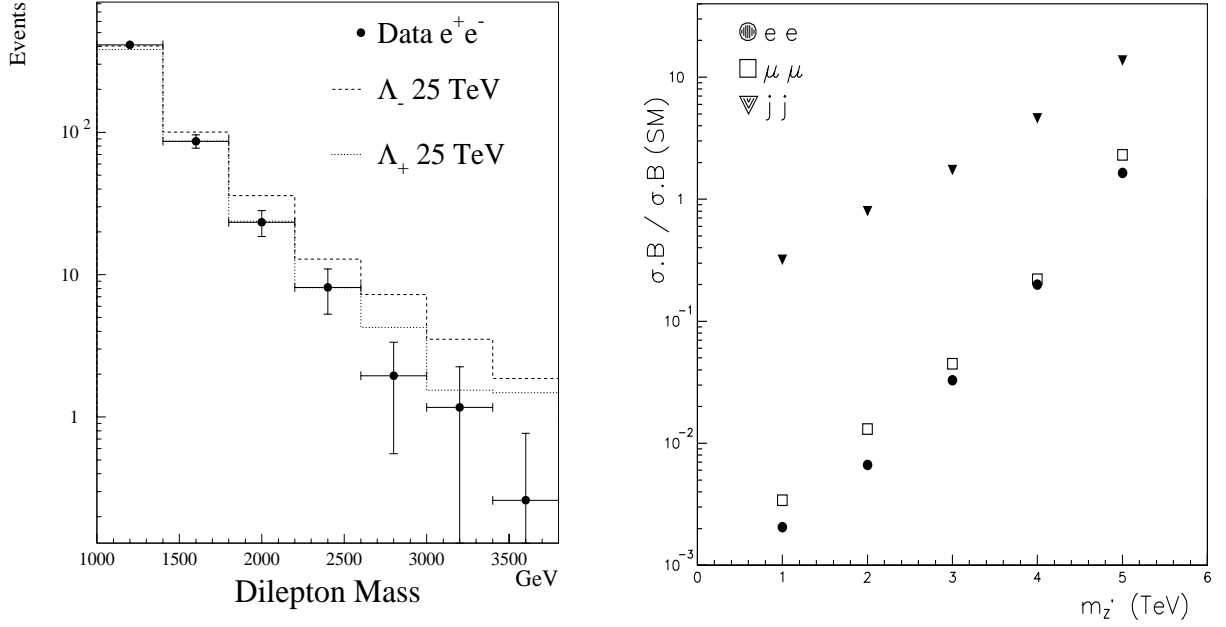 Events
Data e⁺e⁻
Λ₋ 25 TeV
Λ₊ 25 TeV
10²
10
1
1000 1500 2000 2500 3000 3500
GeV
Dilepton Mass
σ.B / σ.B (SM)
e e
μ μ
j j
10
1
10⁻¹
10⁻²
10⁻³
0 1 2 3 4 5 6
m_z' (TeV)